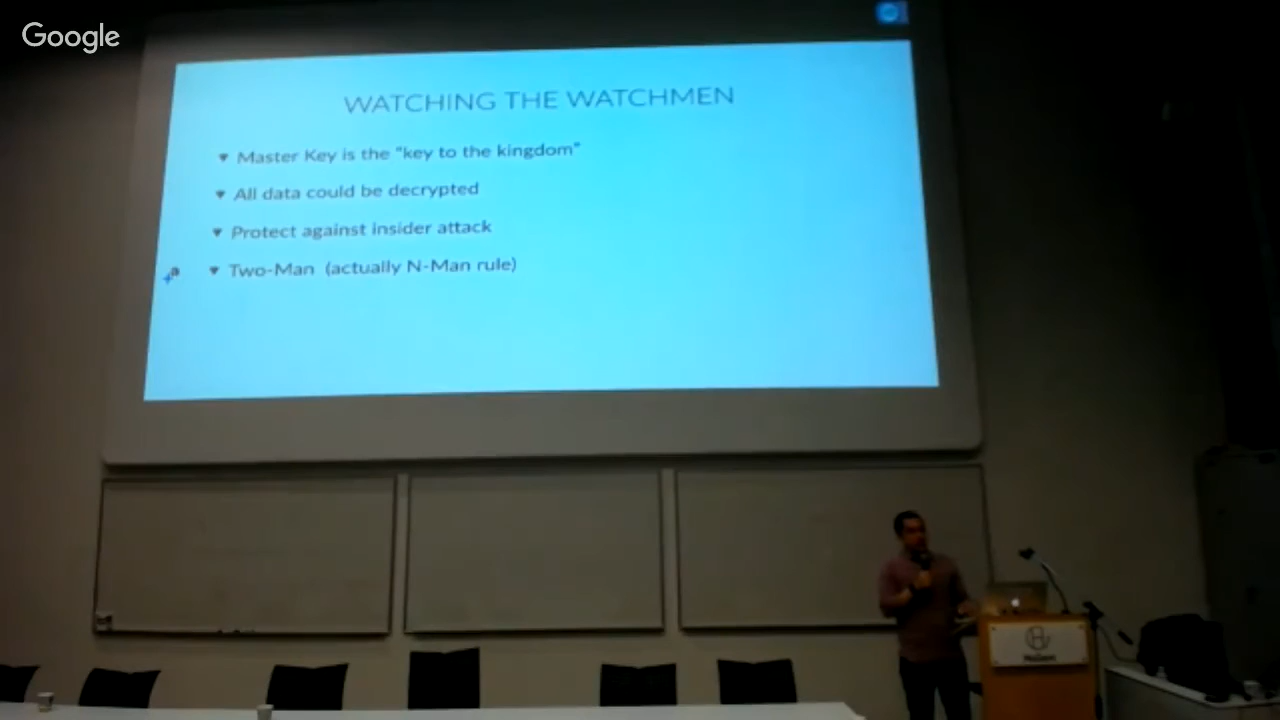 Google
WATCHING THE WATCHMEN
Master Key is the "key to the kingdom"
All data could be decrypted
Protect against insider attack
Two-Man (actually N-Man rule)